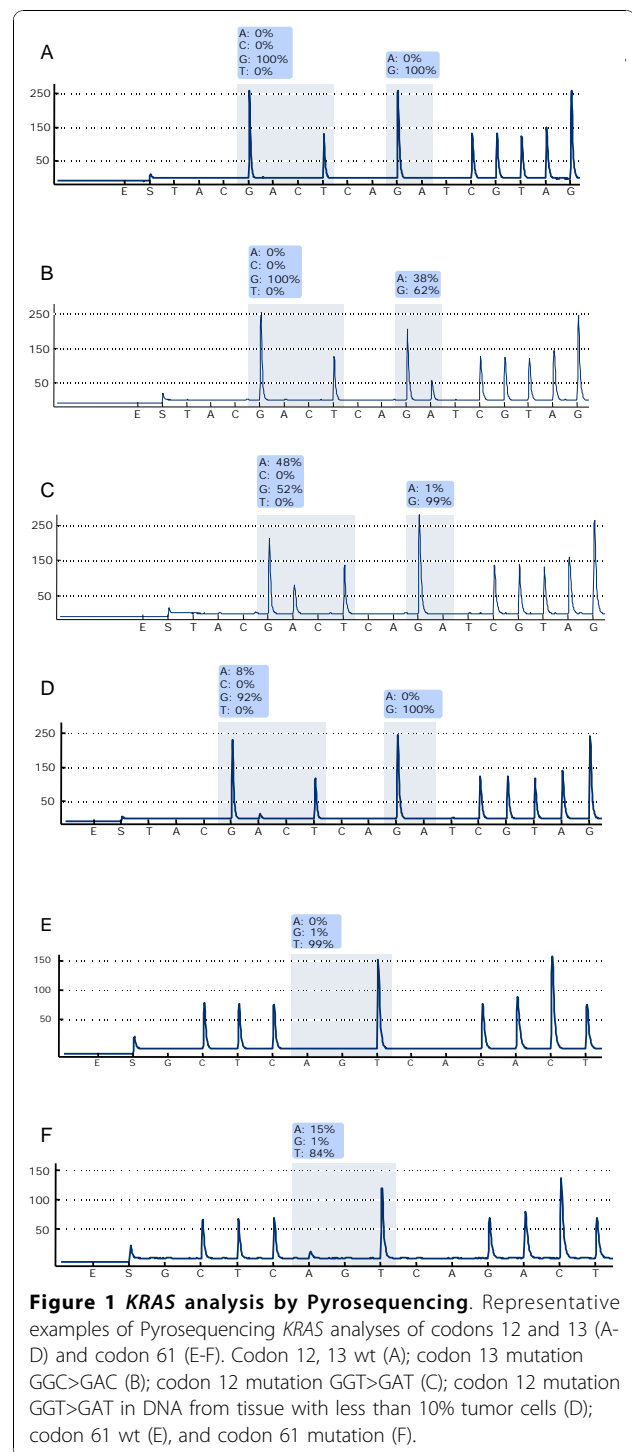 A
A: 0%
C: 0%
G: 100%
T: 0%
A: 0%
G: 100%
250
150
50
E S T A C G A C T C A G A T C G T A G
B
A: 0%
C: 0%
G: 100%
T: 0%
A: 38%
G: 62%
250
150
50
E S T A C G A C T C A G A T C G T A G
C
A: 48%
C: 0%
G: 52%
T: 0%
A: 1%
G: 99%
250
150
50
E S T A C G A C T C A G A T C G T A G
D
A: 8%
C: 0%
G: 92%
T: 0%
A: 0%
G: 100%
250
150
50
E S T A C G A C T C A G A T C G T A G
E
A: 0%
G: 1%
T: 99%
150
100
50
E S G C T C A G T C A G A C T
F
A: 15%
G: 1%
T: 84%
150
100
50
E S G C T C A G T C A G A C T
Figure 1 KRAS analysis by Pyrosequencing. Representative
examples of Pyrosequencing KRAS analyses of codons 12 and 13 (A-
D) and codon 61 (E-F). Codon 12, 13 wt (A); codon 13 mutation
GGC>GAC (B); codon 12 mutation GGT>GAT (C); codon 12 mutation
GGT>GAT in DNA from tissue with less than 10% tumor cells (D);
codon 61 wt (E), and codon 61 mutation (F).